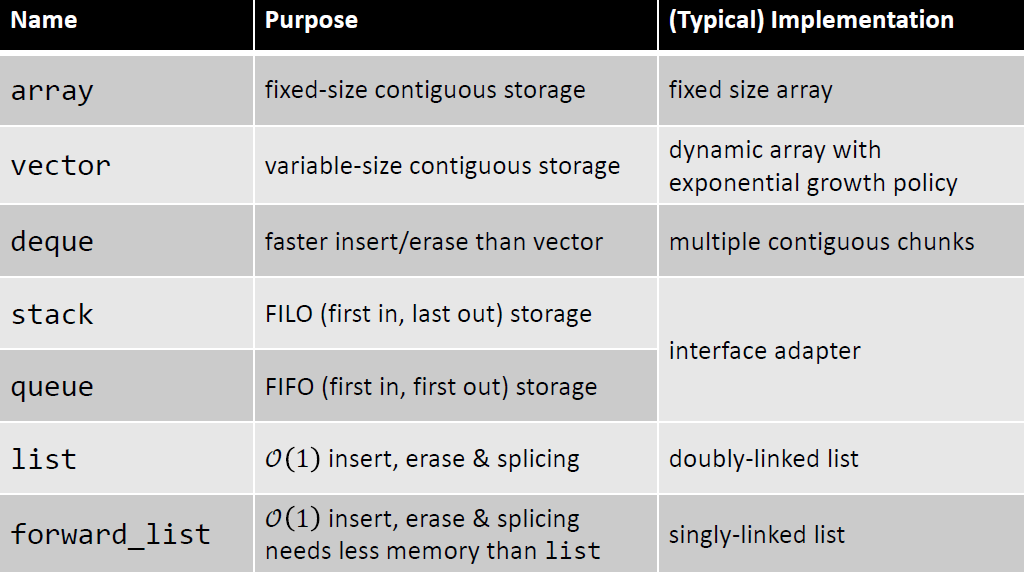 Name Purpose (Typical) Implementation
array fixed-size contiguous storage fixed size array
vector variable-size contiguous storage dynamic array with
exponential growth policy
deque faster insert/erase than vector multiple contiguous chunks
stack FILO (first in, last out) storage
interface adapter
queue FIFO (first in, first out) storage
list 𝒪(1) insert, erase & splicing doubly-linked list
forward_list 𝒪(1) insert, erase & splicing
needs less memory than list singly-linked list